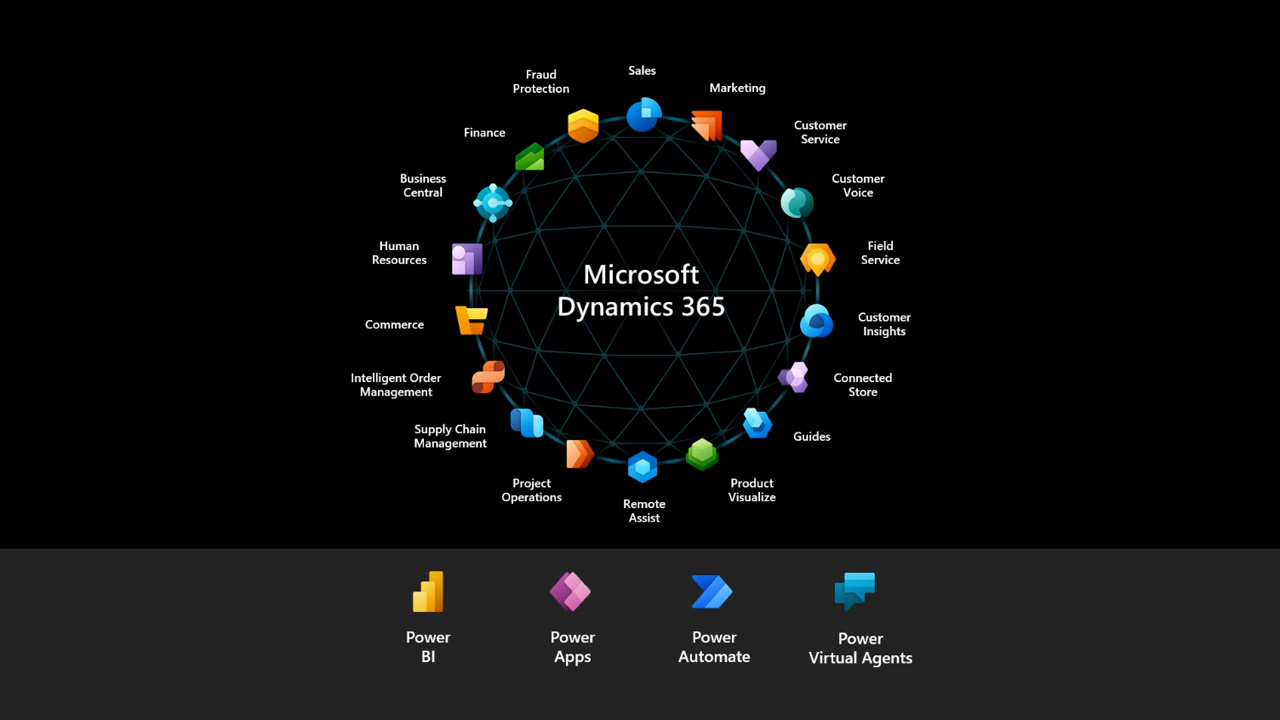 Sales
Fraud
Protection
Marketing
Customer
Service
Finance
Customer
Voice
Business
Central
Field
Service
Human
Resources
Microsoft
Dynamics 365
Customer
Insights
Commerce
Connected
Store
Intelligent Order
Management
Guides
Supply Chain
Management
Product
Visualize
Project
Operations
Remote
Assist
Power
BI
Power
Apps
Power
Automate
Power
Virtual Agents